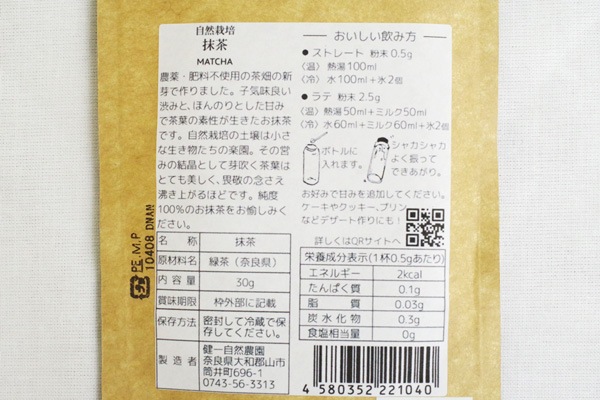 自然栽培
抹茶
MATCHA
農薬・肥料不使用の茶畑の新
芽で作りました。子気味良い
渋みと、ほんのりとした甘み
で茶葉の素性が生きたお抹茶
です。自然栽培の土壌は小さ
な生き物たちの楽園。その営
みの結晶として芽吹く茶葉は
とても美しく、畏敬の念さえ
沸き上がるほどです。純度
100%のお抹茶をお愉しみく
ださい。
名 称 抹茶
原材料名 緑茶（奈良県）
内容量 30g
賞味期限 枠外部に記載
保存方法 密封して冷蔵で保
存してください。
製造者 健一自然農園
奈良県大和郡山市
筒井町696-1
0743-56-3313
おいしい飲み方
● ストレート 粉末0.5g
〈温〉熱湯100ml
〈冷〉水100ml＋氷2個
● ラテ 粉末2.5g
〈温〉熱湯50ml＋ミルク50ml
〈冷〉水60ml＋ミルク60ml＋氷2個
ボトルに
入れます。
シャカシャカ
よく振って
できあがり。
お好みで甘みを追加してください。
ケーキやクッキー、プリン
などデザート作りにも！
詳しくはQRサイトへ
栄養成分表示(1杯0.5gあたり)
エネルギー 2kcal
たんぱく質 0.1g
脂 質 0.03g
炭水化物 0.3g
食塩相当量 0g
4 580352 221040
プラ PE,M,P
10408 DNAN